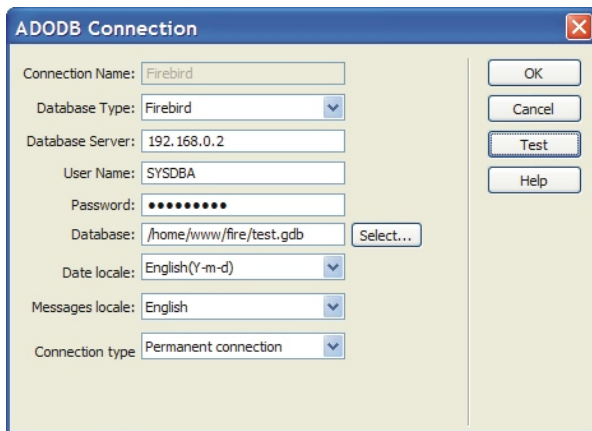 ADODB Connection
Connection Name: Firebird
Database Type: Firebird
Database Server: 192.168.0.2
User Name: SYSDBA
Password: •••••••••
Database: /home/www/fire/test.gdb Select...
Date locale: English(Y-m-d)
Messages locale: English
Connection type Permanent connection
OK
Cancel
Test
Help